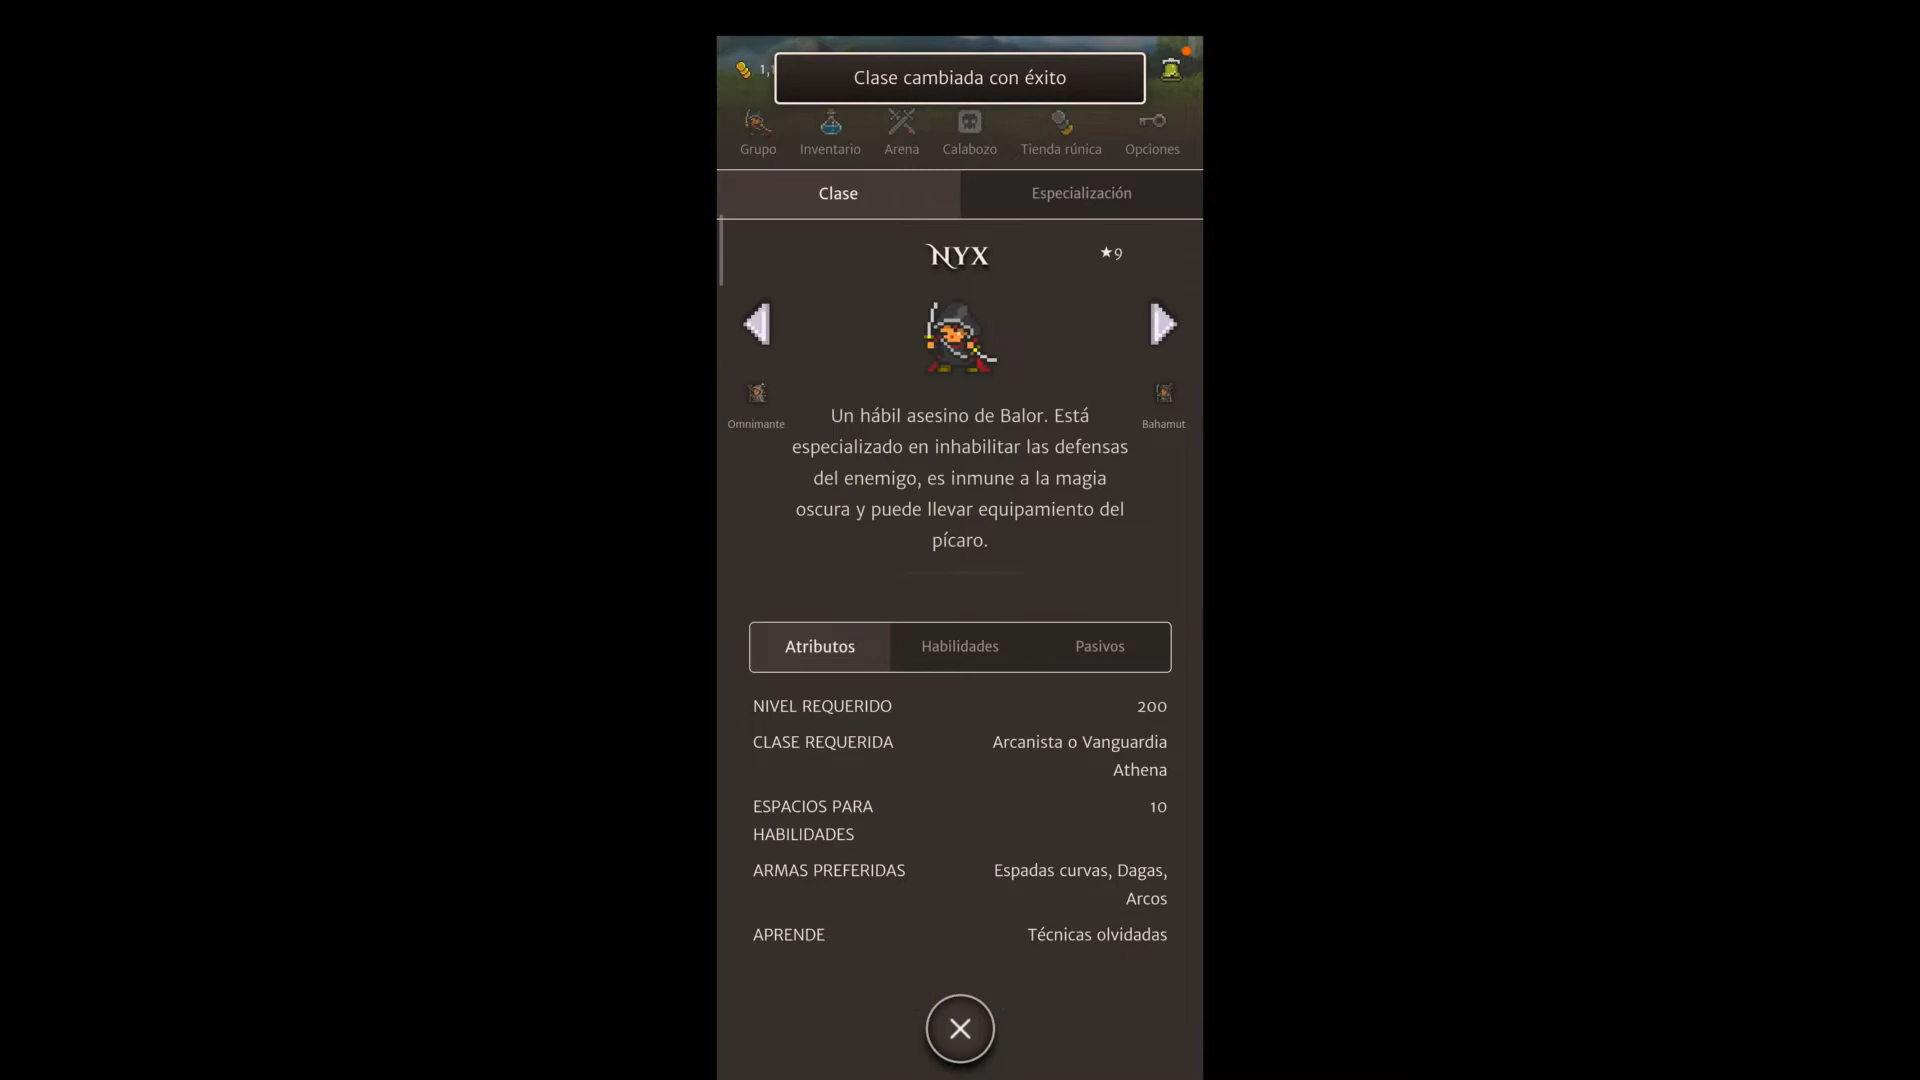 1,1
Clase cambiada con éxito
Grupo Inventario Arena Calabozo Tienda rúnica Opciones
Clase Especialización
NYX ★9
Omnimante Bahamut
Un hábil asesino de Balor. Está
especializado en inhabilitar las defensas
del enemigo, es inmune a la magia
oscura y puede llevar equipamiento del
pícaro.
Atributos Habilidades Pasivos
NIVEL REQUERIDO 200
CLASE REQUERIDA Arcanista o Vanguardia
Athena
ESPACIOS PARA 10
HABILIDADES
ARMAS PREFERIDAS Espadas curvas, Dagas,
Arcos
APRENDE Técnicas olvidadas